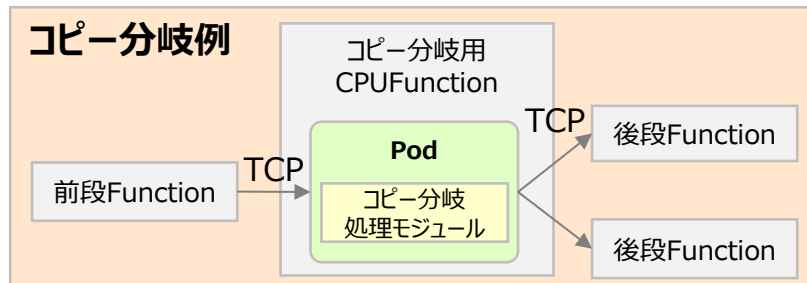 コピー分岐例
コピー分岐用
CPUFunction
TCP
Pod
TCP
後段Function
前段Function
コピー分岐
処理モジュール
後段Function